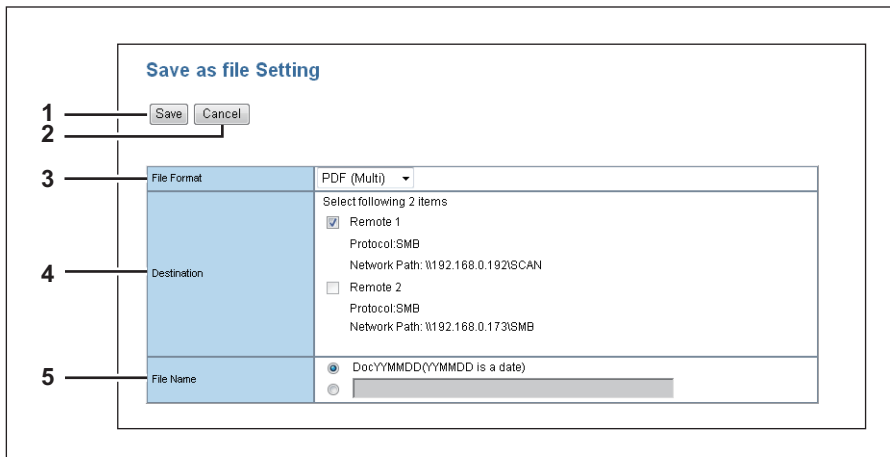 Save as file Setting
1
Save Cancel
2
3
File Format
PDF (Multi)
Select following 2 items
Remote 1
Protocol:SMB
Network Path: \\192.168.0.192\SCAN
4
Destination
Remote 2
Protocol:SMB
Network Path: \\192.168.0.173\SMB
5
File Name
DocYYMMDD(YYMMDD is a date)